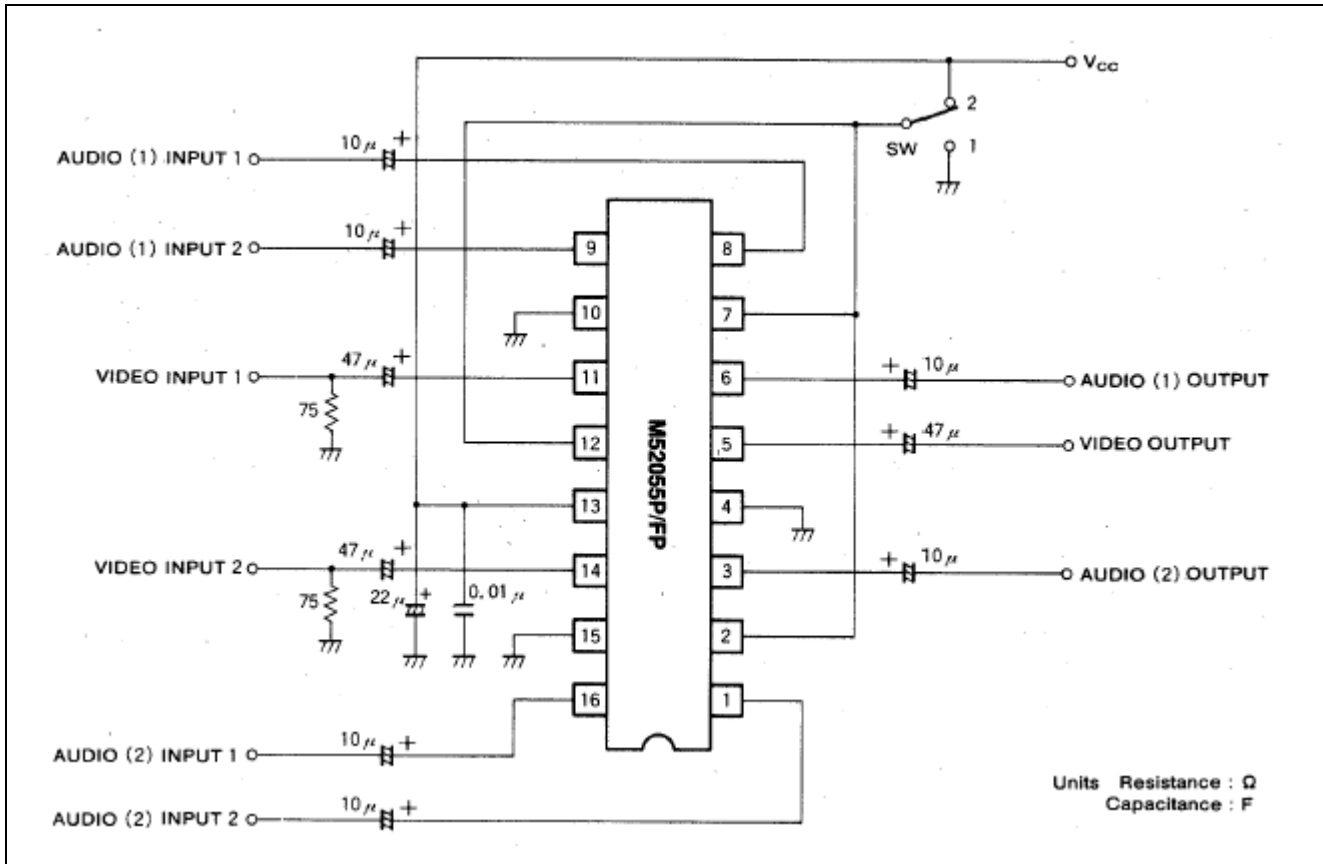 VCC
2
SW
1
AUDIO (1) INPUT 1
10μ +
AUDIO (1) INPUT 2
10μ +
9
8
10
7
VIDEO INPUT 1
47μ +
75
11
6
+ 10μ
AUDIO (1) OUTPUT
12
5
+ 47μ
VIDEO OUTPUT
M52055P/FP
13
4
VIDEO INPUT 2
47μ +
75
22μ +
0.01μ
14
3
+ 10μ
AUDIO (2) OUTPUT
15
2
16
1
AUDIO (2) INPUT 1
10μ +
AUDIO (2) INPUT 2
10μ +
Units Resistance : Ω
Capacitance : F